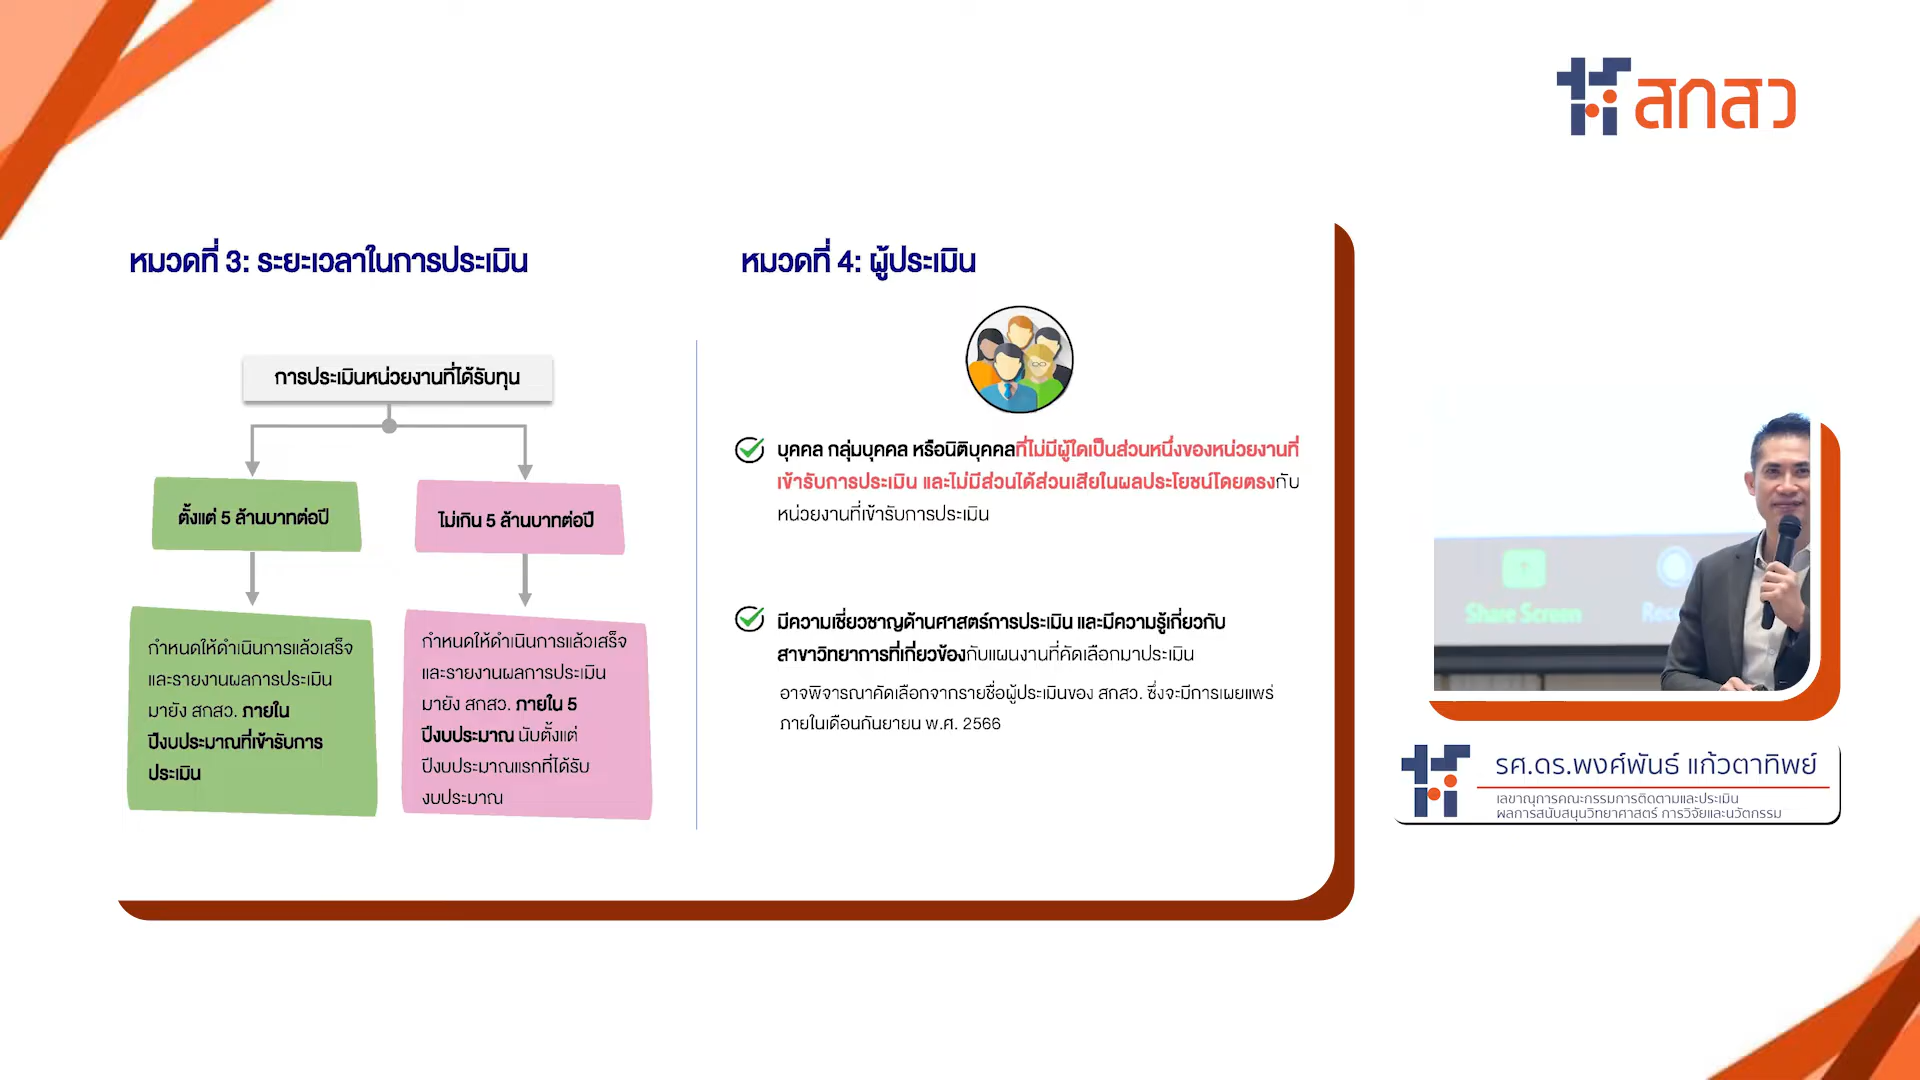 สกสว
หมวดที่ 3: ระยะเวลาในการประเมิน
การประเมินหน่วยงานที่ได้รับทุน
ตั้งแต่ 5 ล้านบาทต่อปี
ไม่เกิน 5 ล้านบาทต่อปี
กำหนดให้ดำเนินการแล้วเสร็จ
และรายงานผลการประเมิน
มายัง สกสว. ภายใน
ปีงบประมาณที่เข้ารับการ
ประเมิน
กำหนดให้ดำเนินการแล้วเสร็จ
และรายงานผลการประเมิน
มายัง สกสว. ภายใน 5
ปีงบประมาณ นับตั้งแต่
ปีงบประมาณแรกที่ได้รับ
งบประมาณ
หมวดที่ 4: ผู้ประเมิน
บุคคล กลุ่มบุคคล หรือนิติบุคคลที่ไม่มีผู้ใดเป็นส่วนหนึ่งของหน่วยงานที่
เข้ารับการประเมิน และไม่มีส่วนได้ส่วนเสียในผลประโยชน์โดยตรงกับ
หน่วยงานที่เข้ารับการประเมิน
มีความเชี่ยวชาญด้านศาสตร์การประเมิน และมีความรู้เกี่ยวกับ
สาขาวิทยาการที่เกี่ยวข้องกับแผนงานที่คัดเลือกมาประเมิน
อาจพิจารณาคัดเลือกจากรายชื่อผู้ประเมินของ สกสว. ซึ่งจะมีการเผยแพร่
ภายในเดือนกันยายน พ.ศ. 2566
Share Screen
รศ.ดร.พงศ์พันธ์ แก้วตาทิพย์
เลขานุการคณะกรรมการติดตามและประเมิน
ผลการสนับสนุนวิทยาศาสตร์ การวิจัยและนวัตกรรม